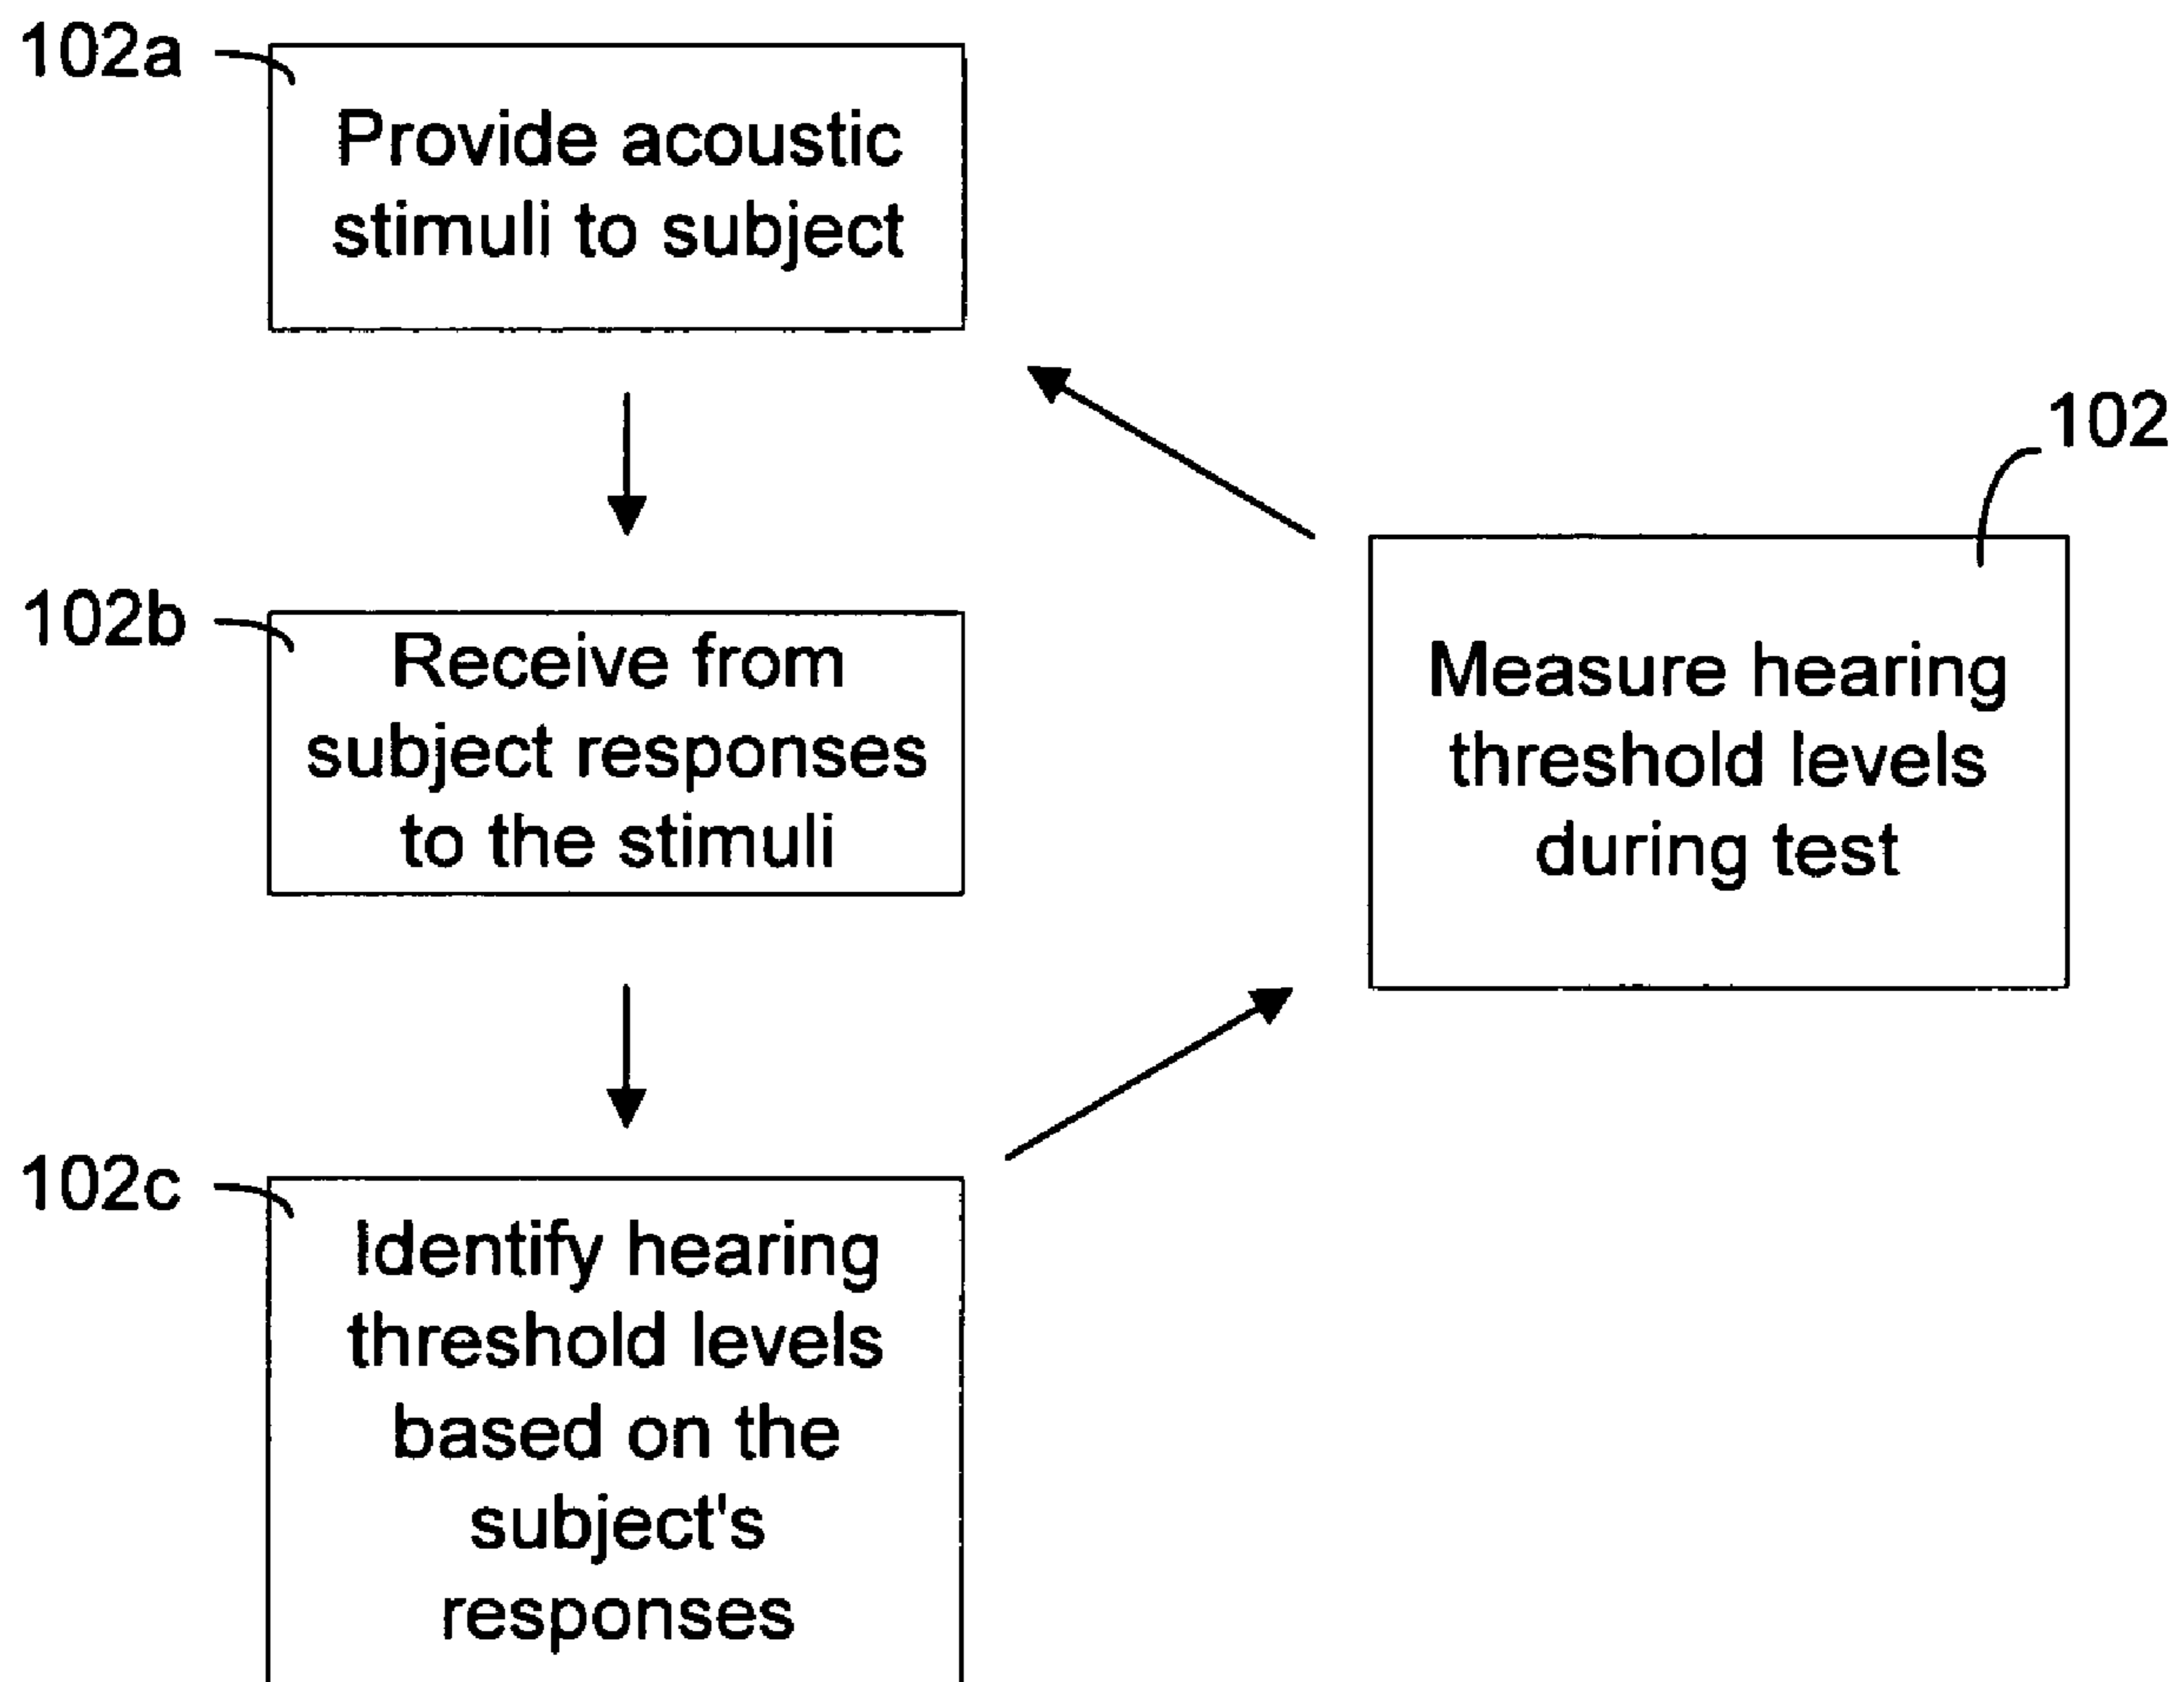 102a
Provide acoustic
stimuli to subject
102
102b
Receive from
subject responses
to the stimuli
Measure hearing
threshold levels
during test
102c
Identify hearing
threshold levels
based on the
subject's
responses